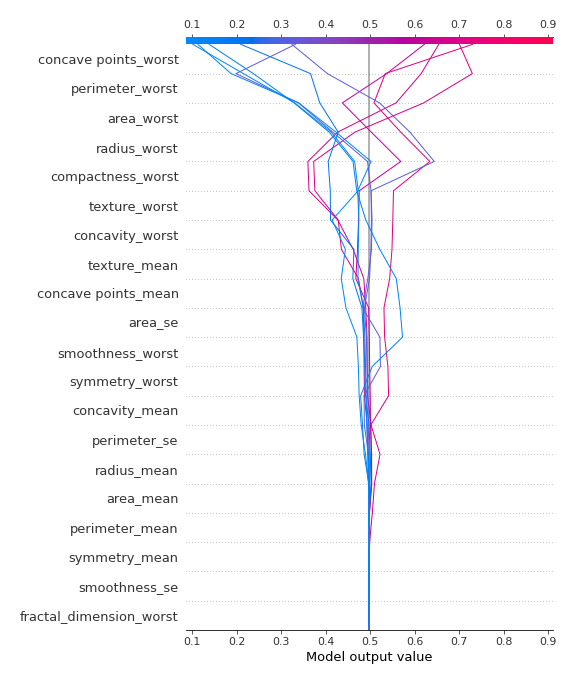 0.1 0.2 0.3 0.4 0.5 0.6 0.7 0.8 0.9
concave points_worst
perimeter_worst
area_worst
radius_worst
compactness_worst
texture_worst
concavity_worst
texture_mean
concave points_mean
area_se
smoothness_worst
symmetry_worst
concavity_mean
perimeter_se
radius_mean
area_mean
perimeter_mean
symmetry_mean
smoothness_se
fractal_dimension_worst
0.1 0.2 0.3 0.4 0.5 0.6 0.7 0.8 0.9
Model output value